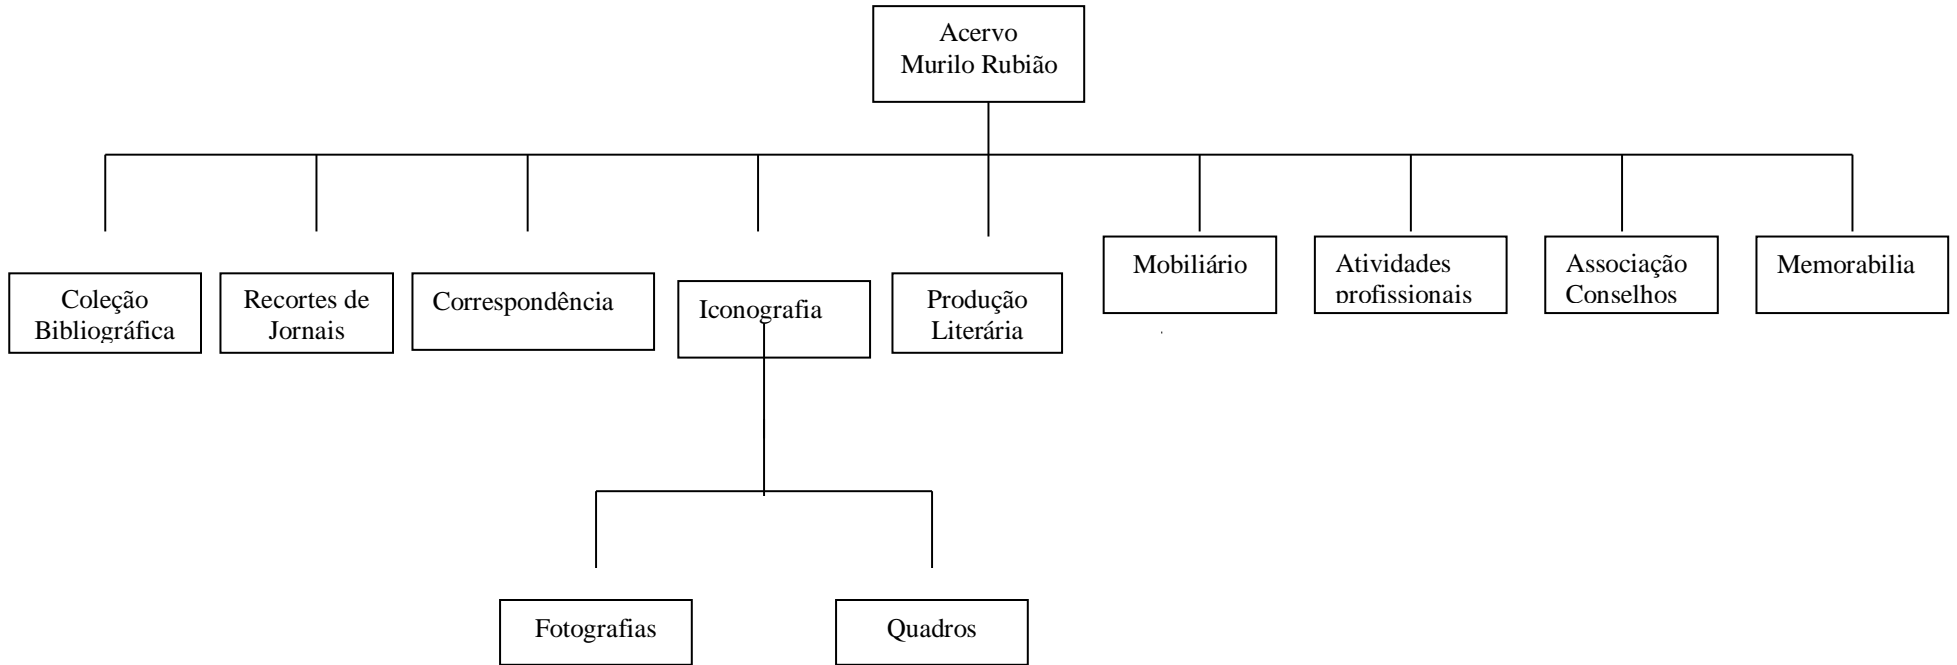 Acervo
Murilo Rubião
Coleção
Bibliográfica
Recortes de
Jornais
Correspondência
Iconografia
Produção
Literária
Mobiliário
Atividades
profissionais
Associação
Conselhos
Memorabilia
Fotografias
Quadros